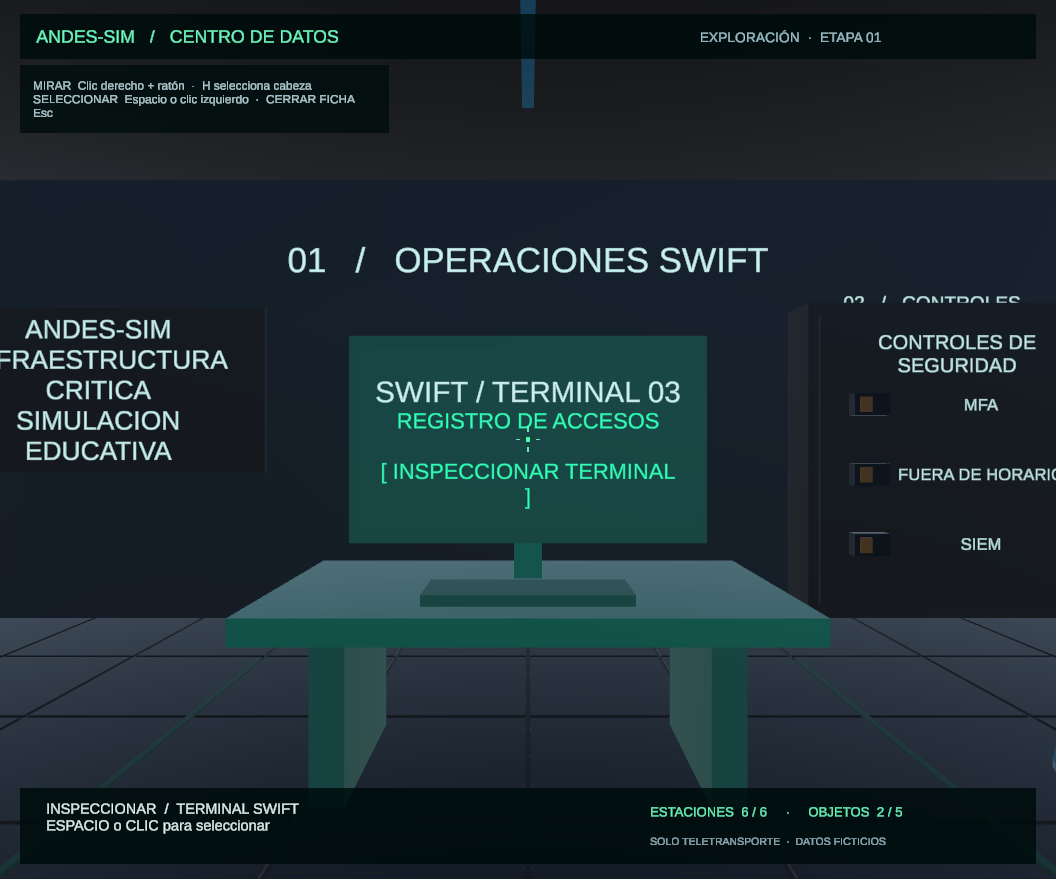 ANDES-SIM / CENTRO DE DATOS
EXPLORACIÓN · ETAPA 01
MIRAR Clic derecho + ratón · H selecciona cabeza
SELECCIONAR Espacio o clic izquierdo · CERRAR FICHA
Esc
01 / OPERACIONES SWIFT
ANDES-SIM
FRAESTRUCTURA
CRITICA
SIMULACION
EDUCATIVA
SWIFT / TERMINAL 03
REGISTRO DE ACCESOS
[ INSPECCIONAR TERMINAL
]
02 / CONTROLES
CONTROLES DE
SEGURIDAD
MFA
FUERA DE HORARIO
SIEM
INSPECCIONAR / TERMINAL SWIFT
ESPACIO o CLIC para seleccionar
ESTACIONES 6 / 6 · OBJETOS 2 / 5
SOLO TELETRANSPORTE · DATOS FICTICIOS